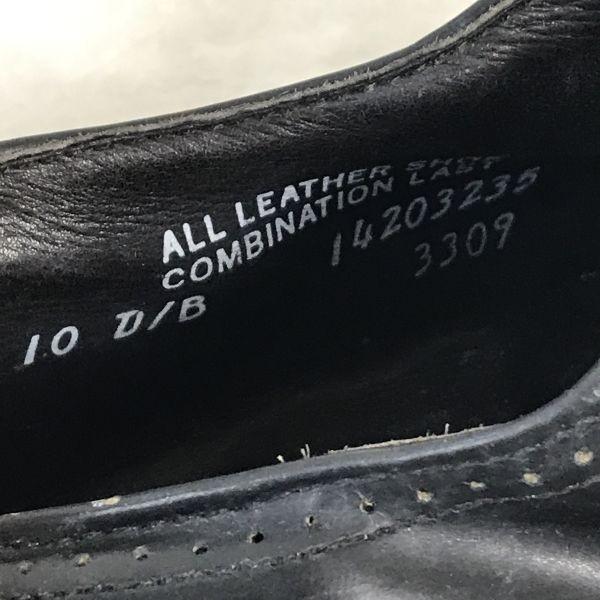 ALL LEATHER SHOE
COMBINATION LAST
10 D/B 14203235
3309